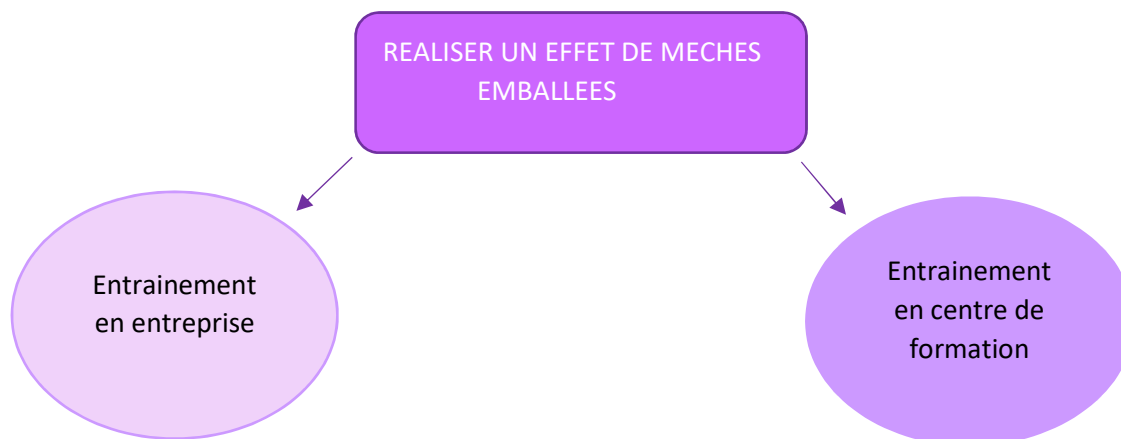 REALISER UN EFFET DE MECHES
EMBALLEES
Entrainement
en entreprise
Entrainement
en centre de
formation